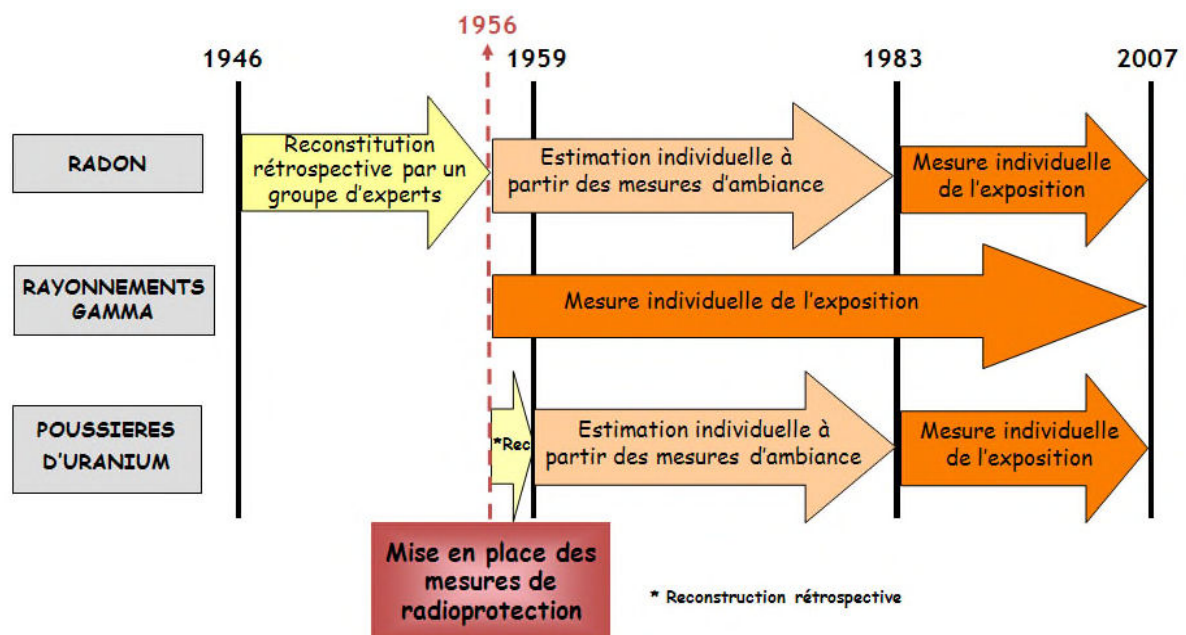 1956
1946
1959
1983
2007
RADON
Reconstitution
rétrospective par un
groupe d'experts
Estimation individuelle à
partir des mesures d'ambiance
Mesure individuelle
de l'exposition
RAYONNEMENTS
GAMMA
Mesure individuelle de l'exposition
POUSSIERES
D'URANIUM
*Rec
Estimation individuelle à
partir des mesures d'ambiance
Mesure individuelle
de l'exposition
Mise en place des
mesures de
radioprotection
* Reconstruction rétrospective